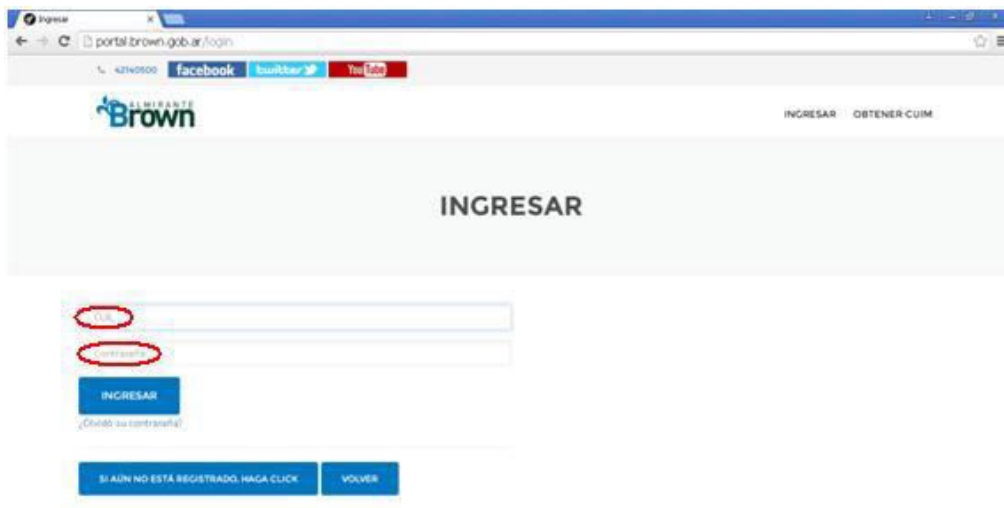 Ingresar
portal.brown.gob.ar/login
42140500 facebook twitter YouTube
ALMIRANTE
Brown
INGRESAR OBTENER CUIM
INGRESAR
CUIL
Contraseña
INGRESAR
¿Olvidó su contraseña?
SI AÚN NO ESTÁ REGISTRADO, HAGA CLICK VOLVER